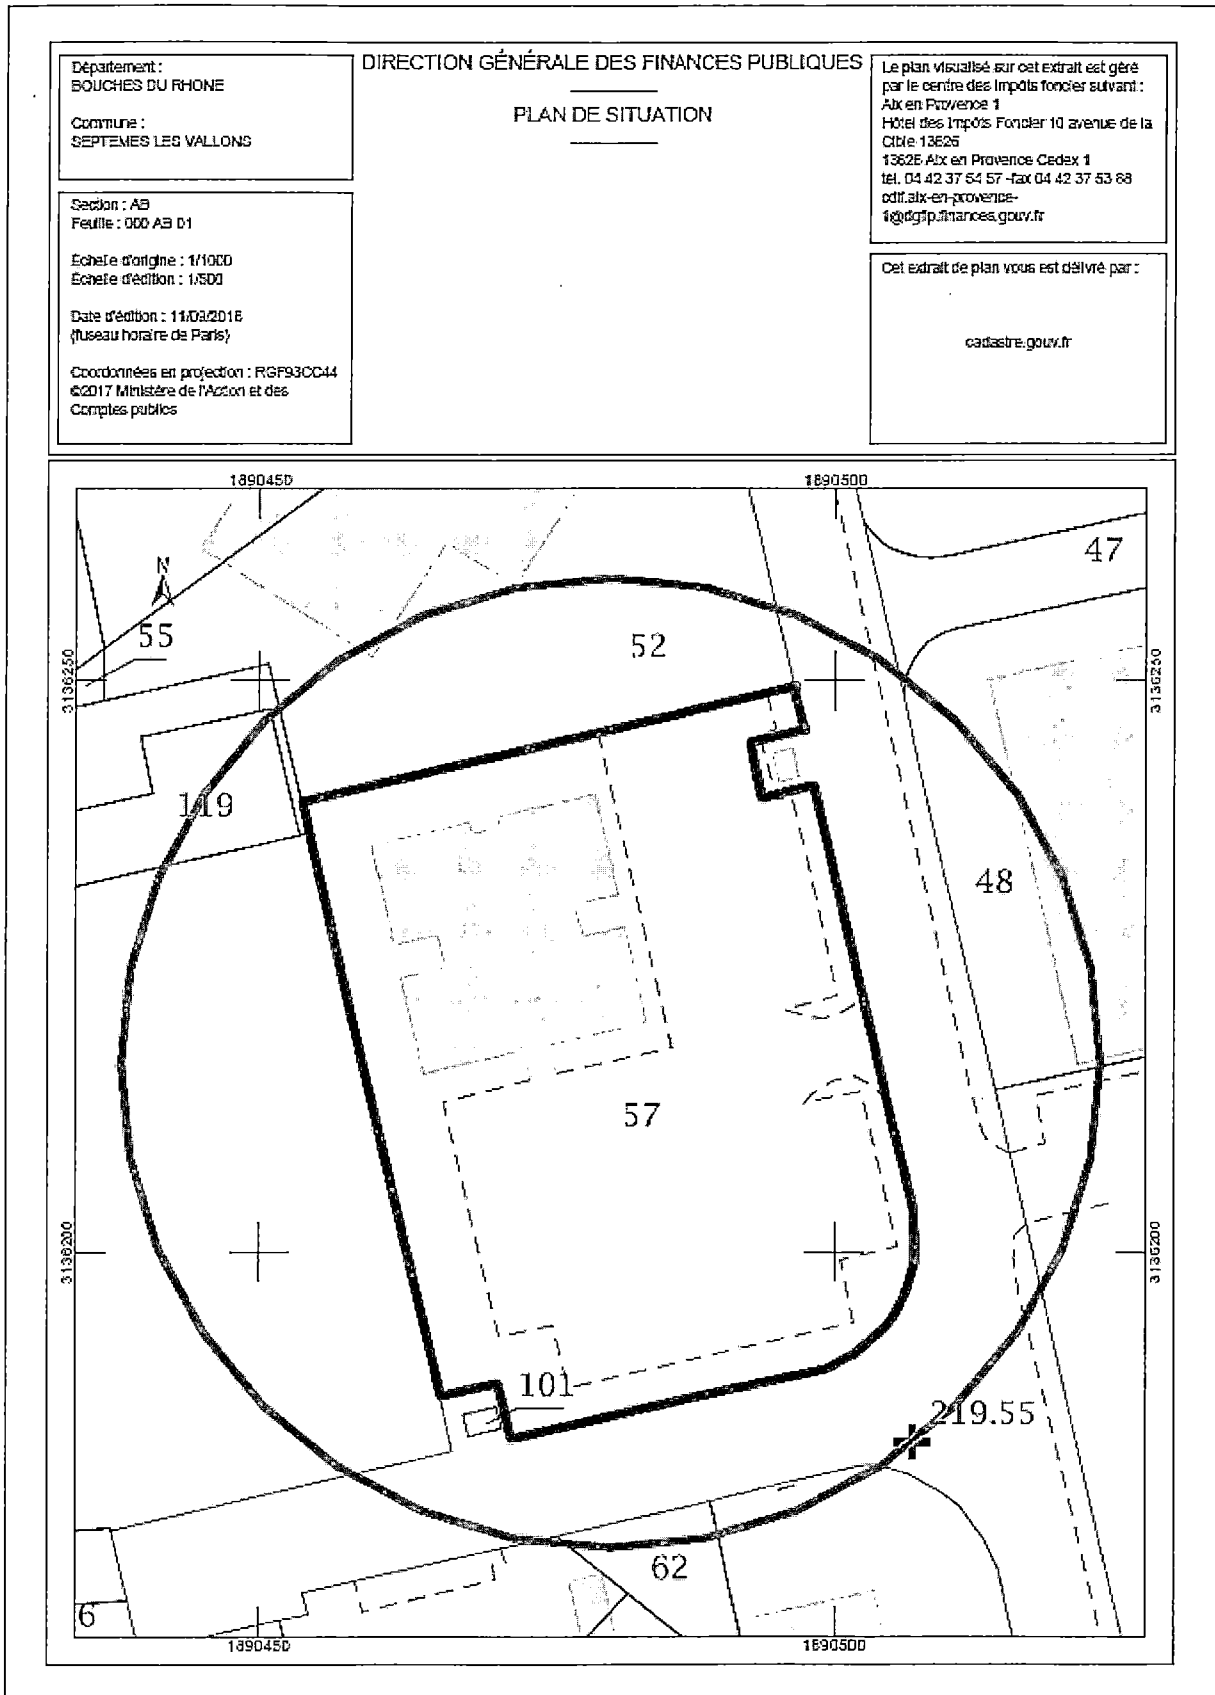 Département :
BOUCHES DU RHONE
Commune :
SEPTEMES LES VALLONS
Section : AB
Feuille : 000 AB 01
Échelle d'origine : 1/1000
Échelle d'édition : 1/500
Date d'édition :
(fuseau horaire de Paris)
Coordonnées en projection : RGF93CC44
©2017 Ministère de l'Action et des
Comptes publics
DIRECTION GÉNÉRALE DES FINANCES PUBLIQUES
PLAN DE SITUATION
Le plan visualisé sur cet extrait est géré
par le centre des impôts foncier suivant :
Aix en Provence 1
Hôtel des Impôts Foncier 10 avenue de la
Cible 13626
13626 Aix en Provence Cedex 1
tél. 04 42 37 54 57 -fax 04 42 37 53 68
cdif.aix-en-provence-
1@dgfip.finances.gouv.fr
Cet extrait de plan vous est délivré par :
cadastre.gouv.fr
1890450 1890500
47
N
55
52
3136250 3136250
119
48
57
3136200 3136200
101
219.55
62
6
1890450 1890500